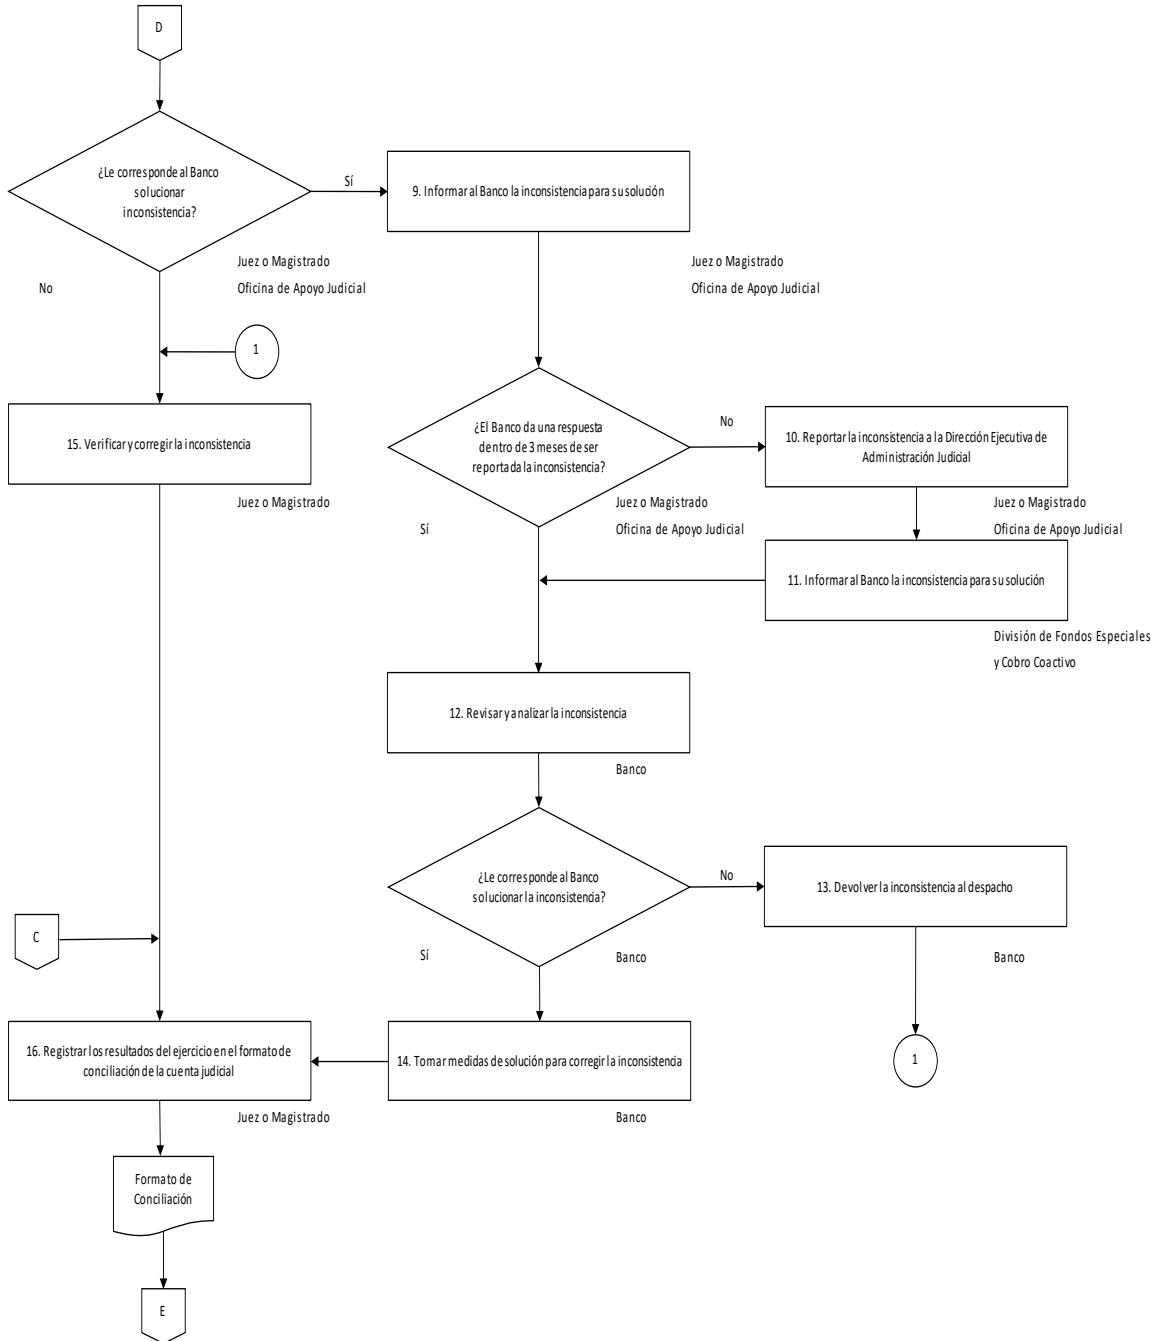 D
¿Le corresponde al Banco
solucionar
inconsistencia?
Sí
9. Informar al Banco la inconsistencia para su solución
Juez o Magistrado
Oficina de Apoyo Judicial
No
Juez o Magistrado
Oficina de Apoyo Judicial
1
15. Verificar y corregir la inconsistencia
Juez o Magistrado
¿El Banco da una respuesta
dentro de 3 meses de ser
reportada la inconsistencia?
No
10. Reportar la inconsistencia a la Dirección Ejecutiva de
Administración Judicial
Juez o Magistrado
Oficina de Apoyo Judicial
Sí
Juez o Magistrado
Oficina de Apoyo Judicial
11. Informar al Banco la inconsistencia para su solución
División de Fondos Especiales
y Cobro Coactivo
12. Revisar y analizar la inconsistencia
Banco
¿Le corresponde al Banco
solucionar la inconsistencia?
No
13. Devolver la inconsistencia al despacho
Banco
Sí
Banco
C
1
16. Registrar los resultados del ejercicio en el formato de
conciliación de la cuenta judicial
Juez o Magistrado
14. Tomar medidas de solución para corregir la inconsistencia
Banco
Formato de
Conciliación
E